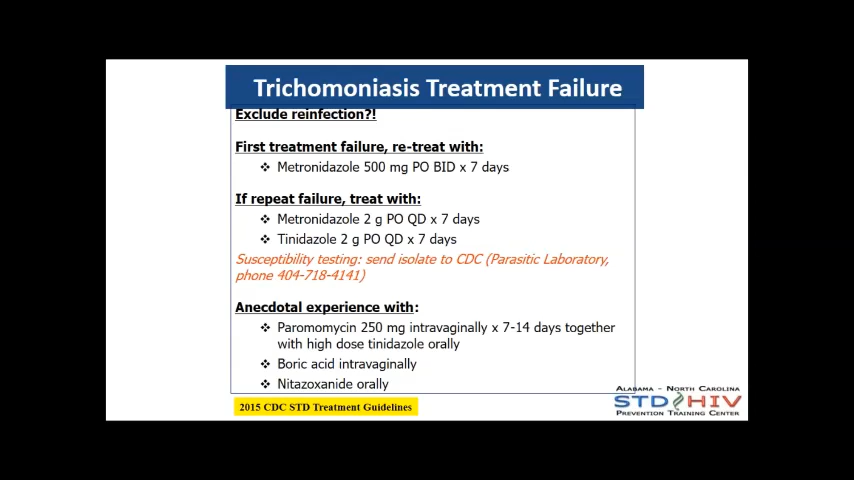 Trichomoniasis Treatment Failure
Exclude reinfection?!
First treatment failure, re-treat with:
❖ Metronidazole 500 mg PO BID x 7 days
If repeat failure, treat with:
❖ Metronidazole 2 g PO QD x 7 days
❖ Tinidazole 2 g PO QD x 7 days
Susceptibility testing: send isolate to CDC (Parasitic Laboratory,
phone 404-718-4141)
Anecdotal experience with:
❖ Paromomycin 250 mg intravaginally x 7-14 days together
with high dose tinidazole orally
❖ Boric acid intravaginally
❖ Nitazoxanide orally
2015 CDC STD Treatment Guidelines
ALABAMA - NORTH CAROLINA
STD HIV
PREVENTION TRAINING CENTER